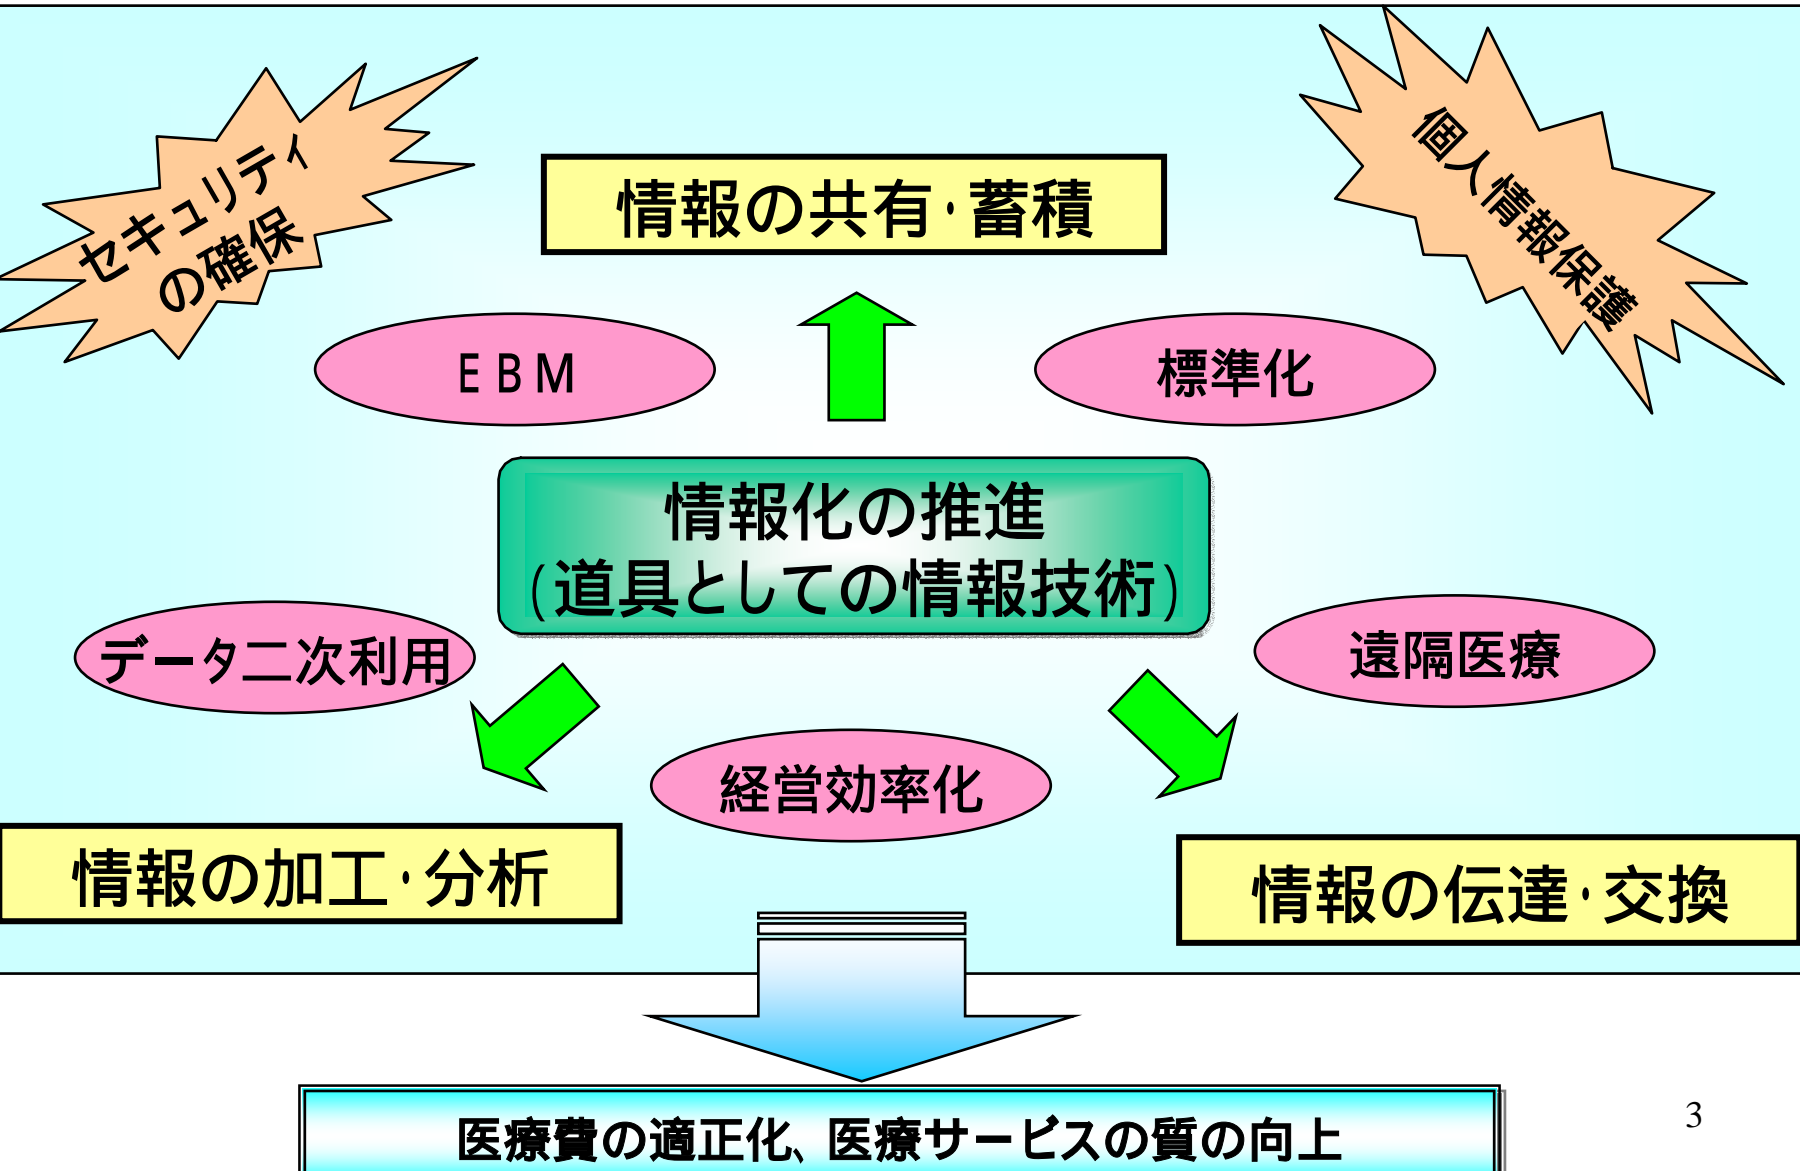 セキュリティ
の確保
個人情報保護
情報の共有・蓄積
EBM
標準化
情報化の推進
(道具としての情報技術)
データ二次利用
遠隔医療
経営効率化
情報の加工・分析
情報の伝達・交換
医療費の適正化、医療サービスの質の向上
3